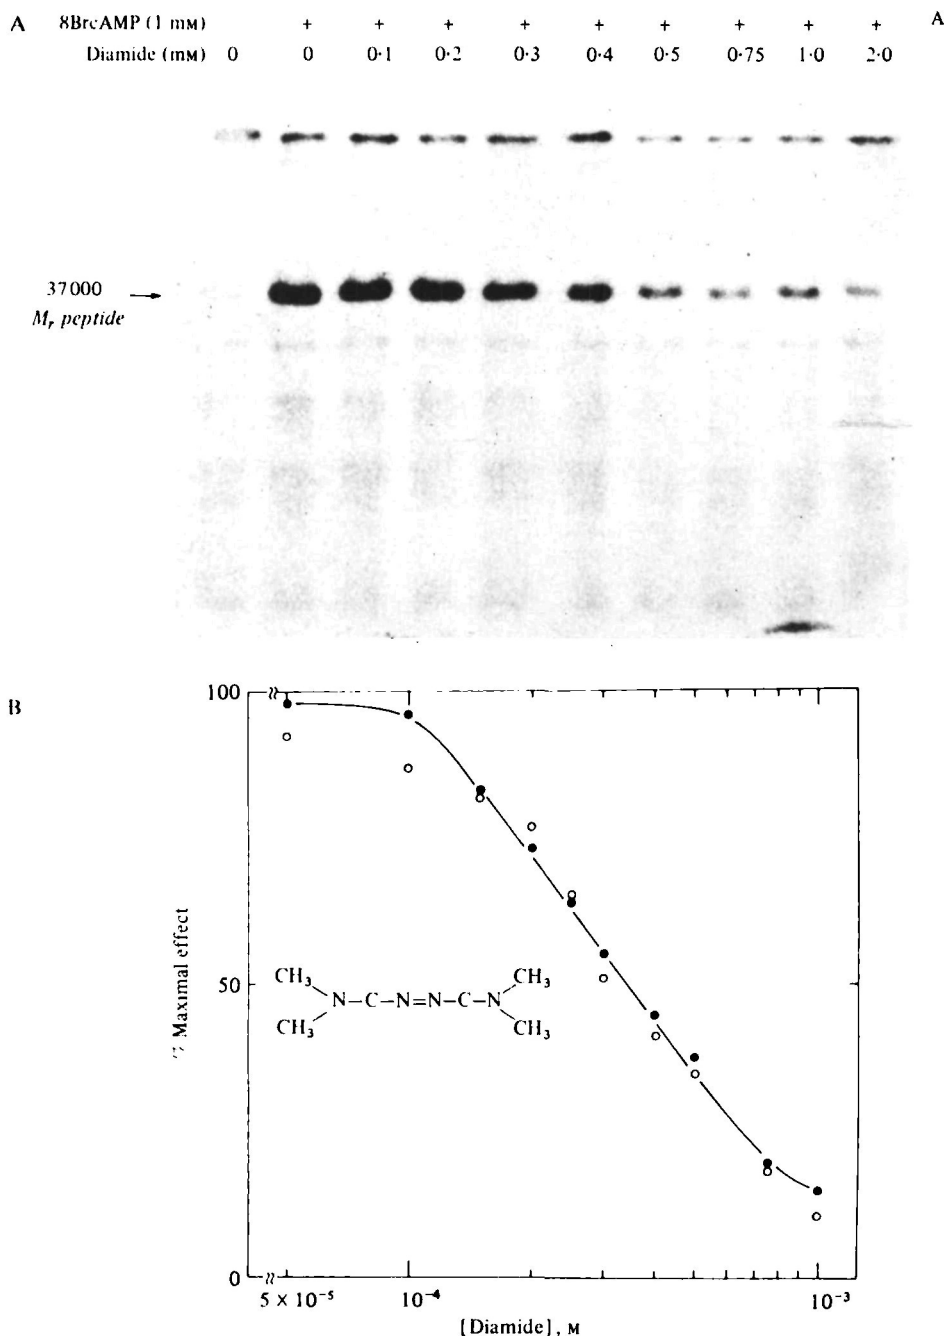 A 8BrcAMP (1 mM) + + + + + + + + + A
Diamide (mM) 0 0 0·1 0·2 0·3 0·4 0·5 0·75 1·0 2·0
37000
Mr peptide
B
100
50
0
Maximal effect
CH3 CH3
N–C–N=N–C–N
CH3 CH3
5 × 10-5 10-4 10-3
[Diamide], M